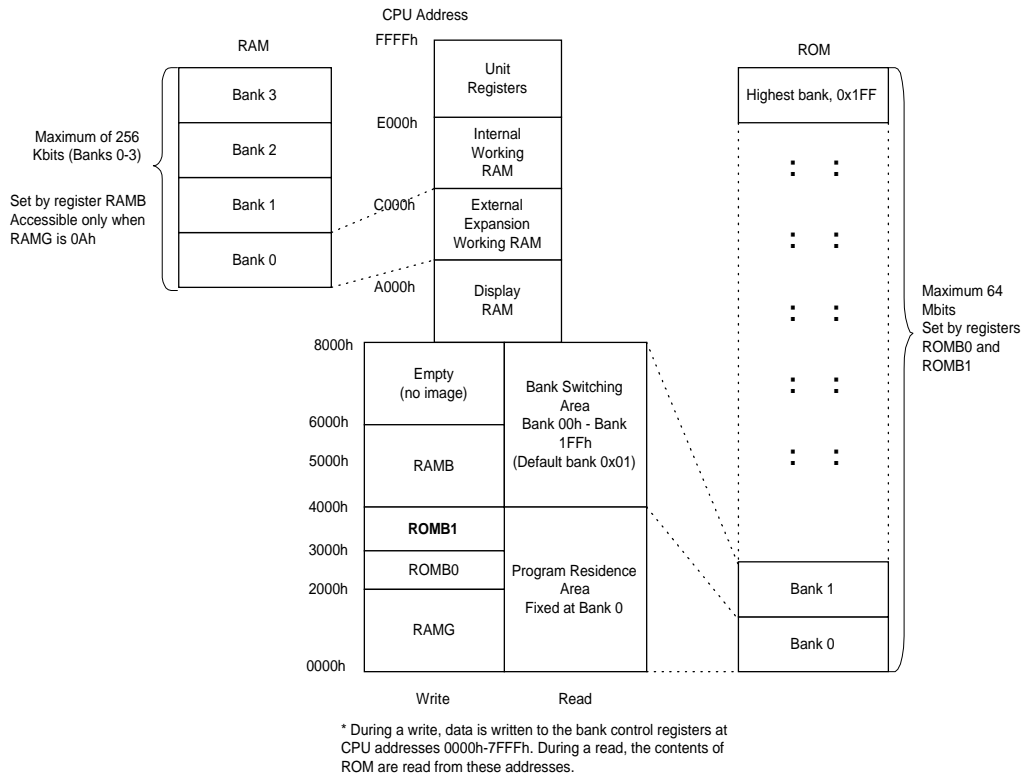 CPU Address
FFFFh
RAM
ROM
Bank 3
Bank 2
Bank 1
Bank 0
Maximum of 256
Kbits (Banks 0-3)
Set by register RAMB
Accessible only when
RAMG is 0Ah
Unit
Registers
E000h
Internal
Working
RAM
C000h
External
Expansion
Working RAM
A000h
Display
RAM
8000h
Empty
(no image)
6000h
5000h
RAMB
4000h
ROMB1
3000h
ROMB0
2000h
RAMG
0000h
Bank Switching
Area
Bank 00h - Bank
1FFh
(Default bank 0x01)
Program Residence
Area
Fixed at Bank 0
Write
Read
Highest bank, 0x1FF
: :
: :
: :
: :
: :
Bank 1
Bank 0
Maximum 64
Mbits
Set by registers
ROMB0 and
ROMB1
* During a write, data is written to the bank control registers at
CPU addresses 0000h-7FFFh. During a read, the contents of
ROM are read from these addresses.